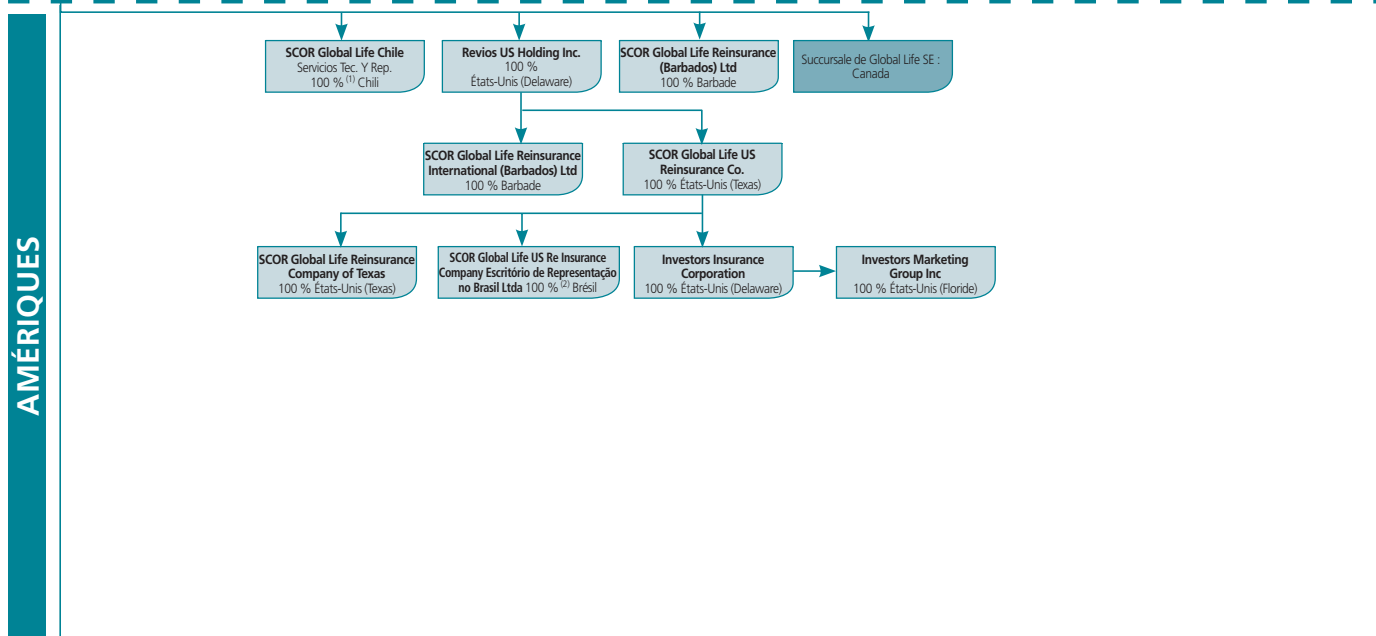 AMÉRIQUES
SCOR Global Life Chile
Servicios Tec. Y Rep.
100 % (1) Chili
Revios US Holding Inc.
100 %
États-Unis (Delaware)
SCOR Global Life Reinsurance
(Barbados) Ltd
100 % Barbade
Succursale de Global Life SE :
Canada
SCOR Global Life Reinsurance
International (Barbados) Ltd
100 % Barbade
SCOR Global Life US
Reinsurance Co.
100 % États-Unis (Texas)
SCOR Global Life Reinsurance
Company of Texas
100 % États-Unis (Texas)
SCOR Global Life US Re Insurance
Company Escritório de Representação
no Brasil Ltda 100 % (2) Brésil
Investors Insurance
Corporation
100 % États-Unis (Delaware)
Investors Marketing
Group Inc
100 % États-Unis (Floride)